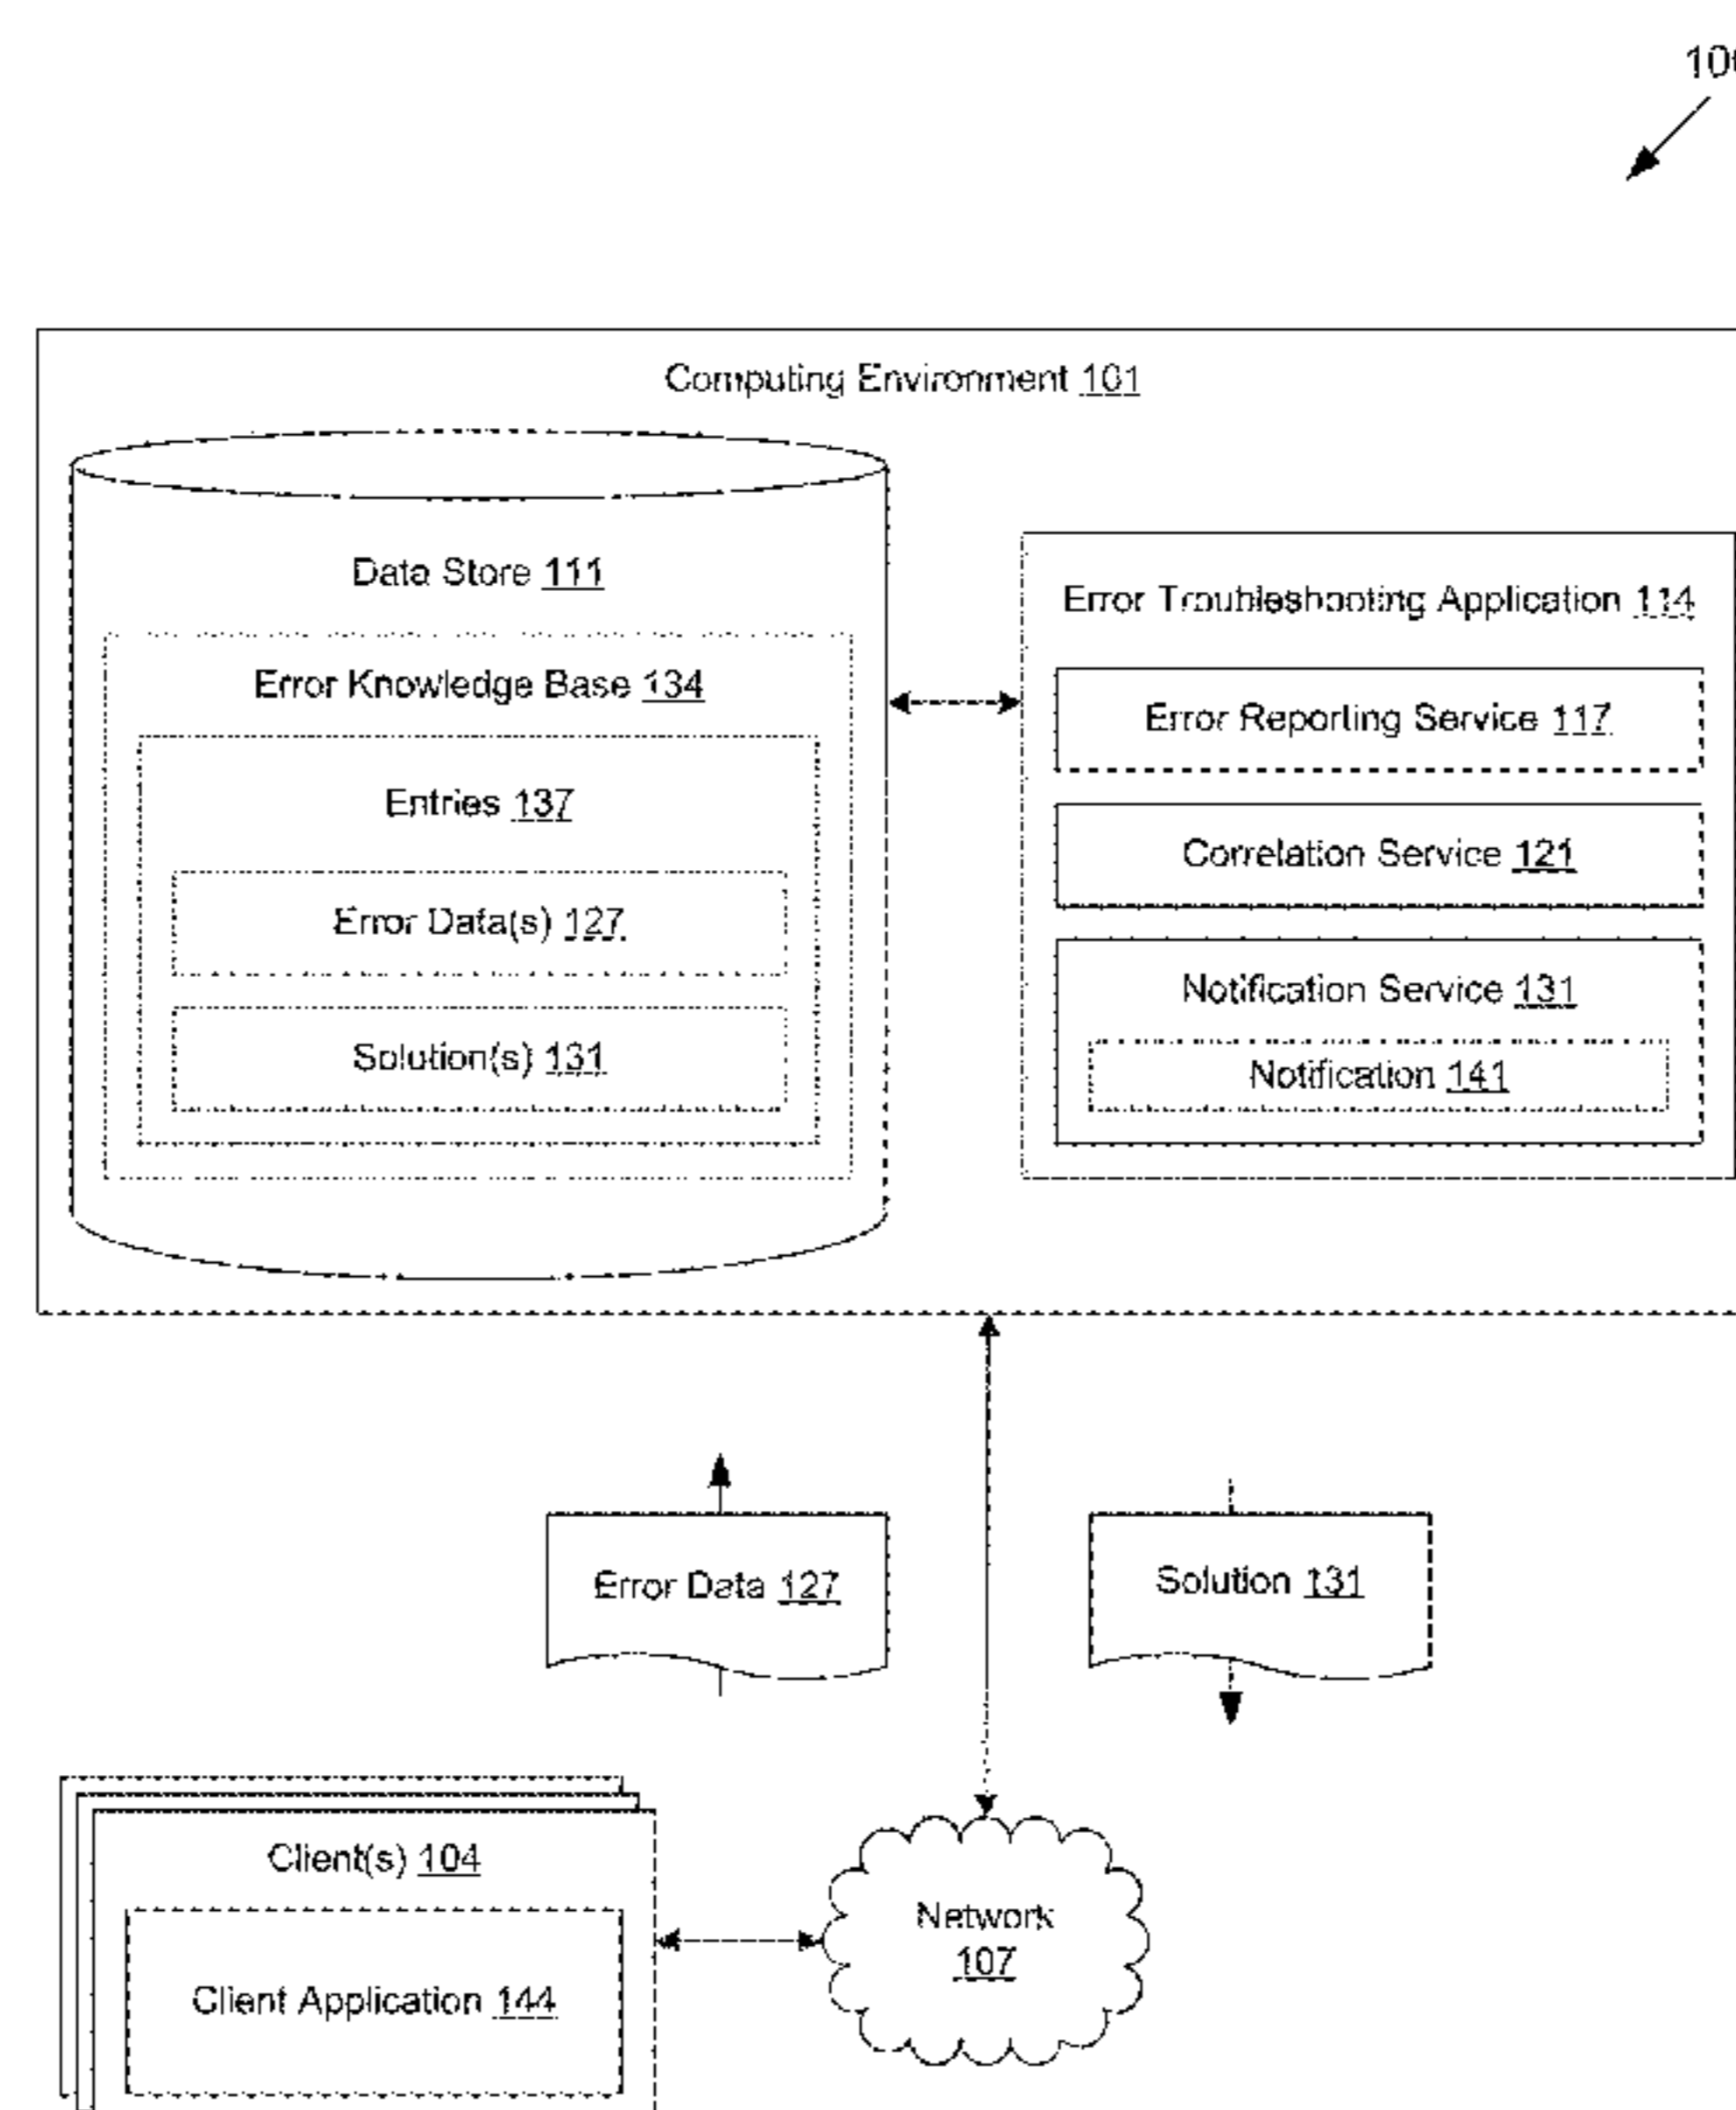 Computing Environment 101
Data Store 111
Error Knowledge Base 134
Entries 137
Error Data(s) 127
Solution(s) 131
Error Troubleshooting Application 114
Error Reporting Service 117
Correlation Service 121
Notification Service 131
Notification 141
Error Data 127
Solution 131
Client(s) 104
Client Application 144
Network
107